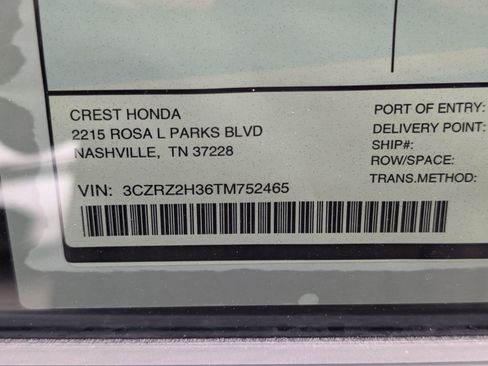 CREST HONDA
2215 ROSA L PARKS BLVD
NASHVILLE, TN 37228
VIN: 3CZRZ2H36TM752465
PORT OF ENTRY:
DELIVERY POINT:
SHIP#:
ROW/SPACE:
TRANS.METHOD: